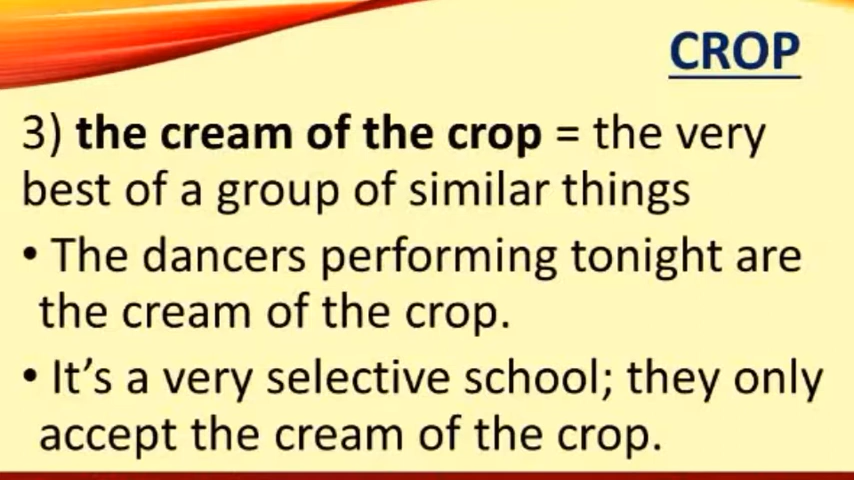 CROP
3) the cream of the crop = the very
best of a group of similar things
• The dancers performing tonight are
the cream of the crop.
• It’s a very selective school; they only
accept the cream of the crop.